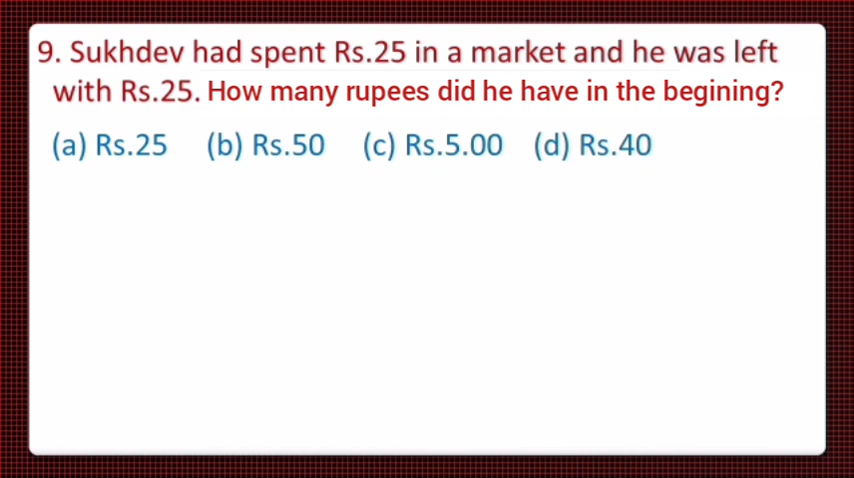 9. Sukhdev had spent Rs.25 in a market and he was left
with Rs.25. How many rupees did he have in the begining?
(a) Rs.25 (b) Rs.50 (c) Rs.5.00 (d) Rs.40